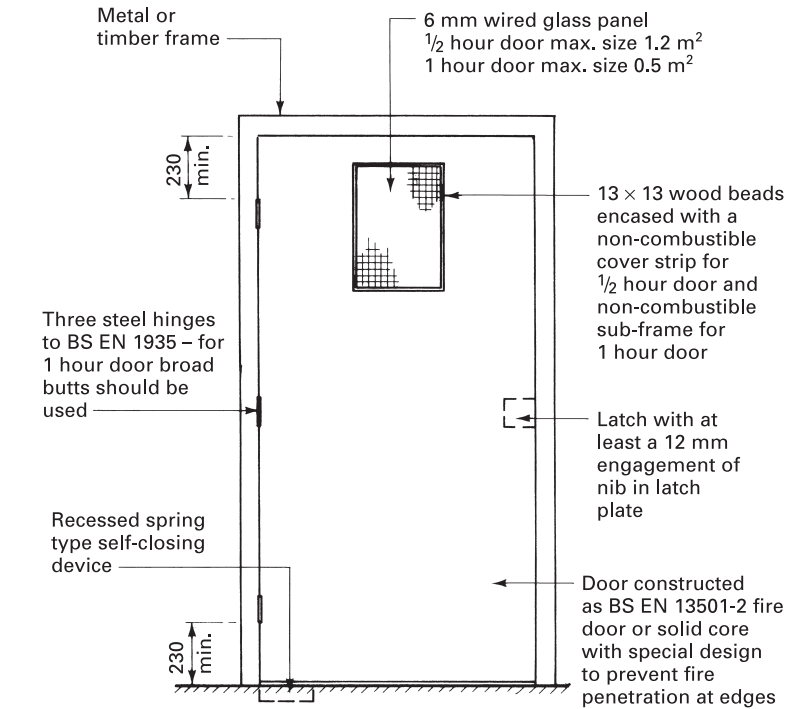 Metal or
timber frame
6 mm wired glass panel
½ hour door max. size 1.2 m²
1 hour door max. size 0.5 m²
230
min.
13 × 13 wood beads
encased with a
non-combustible
cover strip for
½ hour door and
non-combustible
sub-frame for
1 hour door
Three steel hinges
to BS EN 1935 – for
1 hour door broad
butts should be
used
Latch with at
least a 12 mm
engagement of
nib in latch
plate
Recessed spring
type self-closing
device
Door constructed
as BS EN 13501-2 fire
door or solid core
with special design
to prevent fire
penetration at edges
230
min.